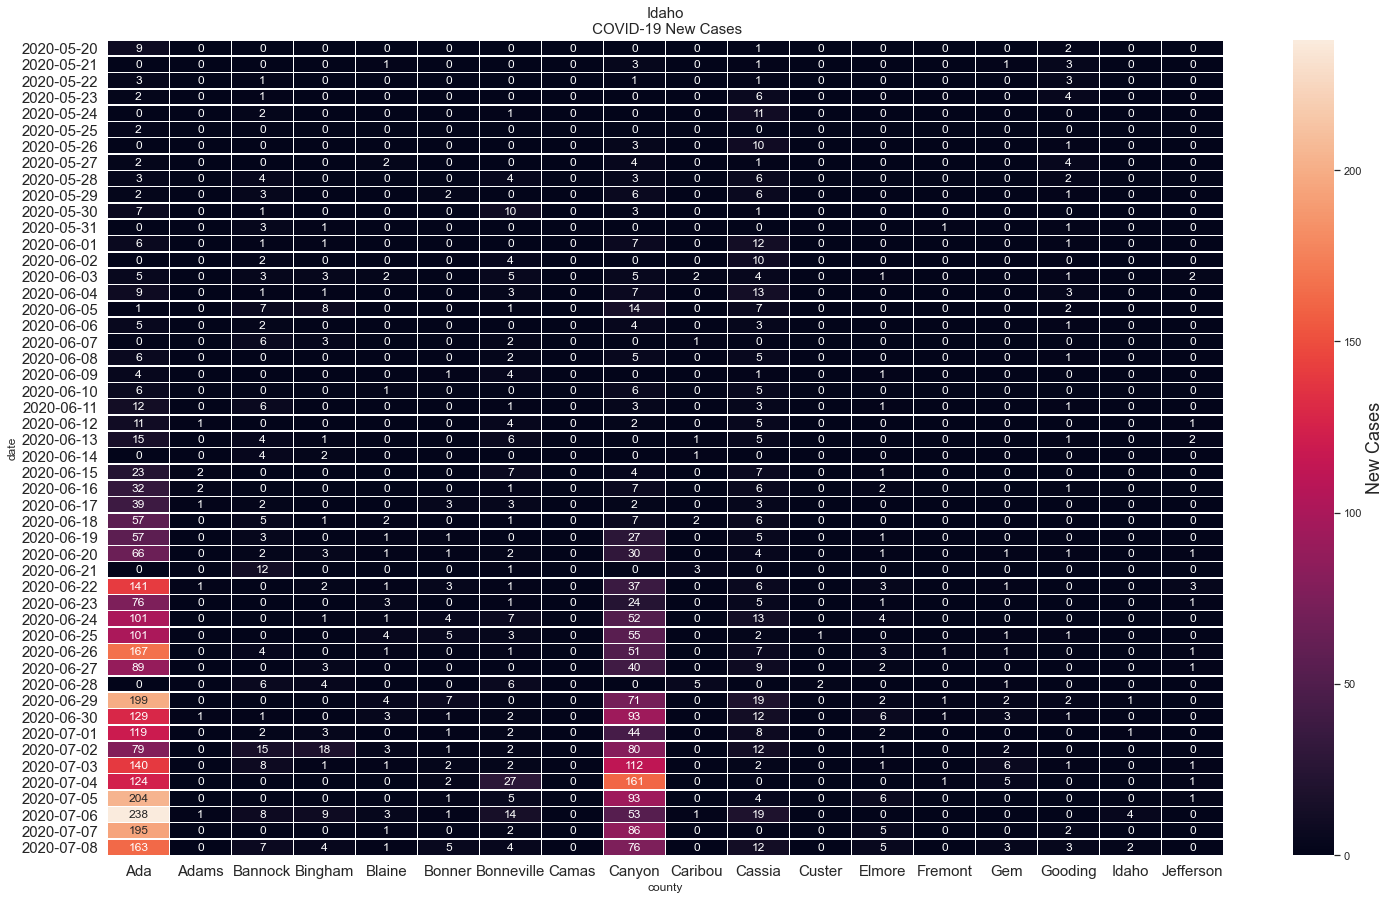 Idaho
COVID-19 New Cases
2020-05-20 9 0 0 0 0 0 0 0 0 0 1 0 0 0 0 2 0 0
2020-05-21 0 0 0 0 1 0 0 0 3 0 1 0 0 0 1 3 0 0
2020-05-22 3 0 1 0 0 0 0 0 1 0 1 0 0 0 0 3 0 0
2020-05-23 2 0 1 0 0 0 0 0 0 0 6 0 0 0 0 4 0 0
2020-05-24 0 0 2 0 0 0 1 0 0 0 11 0 0 0 0 0 0 0
2020-05-25 2 0 0 0 0 0 0 0 0 0 0 0 0 0 0 0 0 0
2020-05-26 0 0 0 0 0 0 0 0 3 0 10 0 0 0 0 1 0 0
2020-05-27 2 0 0 0 2 0 0 0 4 0 1 0 0 0 0 4 0 0
2020-05-28 3 0 4 0 0 0 4 0 3 0 6 0 0 0 0 2 0 0
2020-05-29 2 0 3 0 0 2 0 0 6 0 6 0 0 0 0 1 0 0
2020-05-30 7 0 1 0 0 0 10 0 3 0 1 0 0 0 0 0 0 0
2020-05-31 0 0 3 1 0 0 0 0 0 0 0 0 0 1 0 1 0 0
2020-06-01 6 0 1 1 0 0 0 0 7 0 12 0 0 0 0 1 0 0
2020-06-02 0 0 2 0 0 0 4 0 0 0 10 0 0 0 0 0 0 0
2020-06-03 5 0 3 3 2 0 5 0 5 2 4 0 1 0 0 1 0 2
2020-06-04 9 0 1 1 0 0 3 0 7 0 13 0 0 0 0 3 0 0
2020-06-05 1 0 7 8 0 0 1 0 14 0 7 0 0 0 0 2 0 0
2020-06-06 5 0 2 0 0 0 0 0 4 0 3 0 0 0 0 1 0 0
2020-06-07 0 0 6 3 0 0 2 0 0 1 0 0 0 0 0 0 0 0
2020-06-08 6 0 0 0 0 0 2 0 5 0 5 0 0 0 0 1 0 0
2020-06-09 4 0 0 0 0 1 4 0 0 0 1 0 1 0 0 0 0 0
2020-06-10 6 0 0 0 1 0 0 0 6 0 5 0 0 0 0 0 0 0
2020-06-11 12 0 6 0 0 0 1 0 3 0 3 0 1 0 0 1 0 0
2020-06-12 11 1 0 0 0 0 4 0 2 0 5 0 0 0 0 0 0 1
2020-06-13 15 0 4 1 0 0 6 0 0 1 5 0 0 0 0 1 0 2
2020-06-14 0 0 4 2 0 0 0 0 0 1 0 0 0 0 0 0 0 0
2020-06-15 23 2 0 0 0 0 7 0 4 0 7 0 1 0 0 0 0 0
2020-06-16 32 2 0 0 0 0 1 0 7 0 6 0 2 0 0 1 0 0
2020-06-17 39 1 2 0 0 3 3 0 2 0 3 0 0 0 0 0 0 0
2020-06-18 57 0 5 1 2 0 1 0 7 2 6 0 0 0 0 0 0 0
2020-06-19 57 0 3 0 1 1 0 0 27 0 5 0 1 0 0 0 0 0
2020-06-20 66 0 2 3 1 1 2 0 30 0 4 0 1 0 1 1 0 1
2020-06-21 0 0 12 0 0 0 1 0 0 3 0 0 0 0 0 0 0 0
2020-06-22 141 1 0 2 1 3 1 0 37 0 6 0 3 0 1 0 0 3
2020-06-23 76 0 0 0 3 0 1 0 24 0 5 0 1 0 0 0 0 1
2020-06-24 101 0 0 1 1 4 7 0 52 0 13 0 4 0 0 0 0 0
2020-06-25 101 0 0 0 4 5 3 0 55 0 2 1 0 0 1 1 0 0
2020-06-26 167 0 4 0 1 0 1 0 51 0 7 0 3 1 1 0 0 1
2020-06-27 89 0 0 3 0 0 0 0 40 0 9 0 2 0 0 0 0 1
2020-06-28 0 0 6 4 0 0 6 0 0 5 0 2 0 0 1 0 0 0
2020-06-29 199 0 0 0 4 7 0 0 71 0 19 0 2 1 2 2 1 0
2020-06-30 129 1 1 0 3 1 2 0 93 0 12 0 6 1 3 1 0 0
2020-07-01 119 0 2 3 0 1 2 0 44 0 8 0 2 0 0 0 1 0
2020-07-02 79 0 15 18 3 1 2 0 80 0 12 0 1 0 2 0 0 0
2020-07-03 140 0 8 1 1 2 2 0 112 0 2 0 1 0 6 1 0 1
2020-07-04 124 0 0 0 0 2 27 0 161 0 0 0 0 1 5 0 0 1
2020-07-05 204 0 0 0 0 1 5 0 93 0 4 0 6 0 0 0 0 1
2020-07-06 238 1 8 9 3 1 14 0 53 1 19 0 0 0 0 0 4 0
2020-07-07 195 0 0 0 1 0 2 0 86 0 0 0 5 0 0 2 0 0
2020-07-08 163 0 7 4 1 5 4 0 76 0 12 0 5 0 3 3 2 0
Ada Adams Bannock Bingham Blaine Bonner Bonneville Camas Canyon Caribou Cassia Custer Elmore Fremont Gem Gooding Idaho Jefferson
county
date
200
150
100
50
0
New Cases